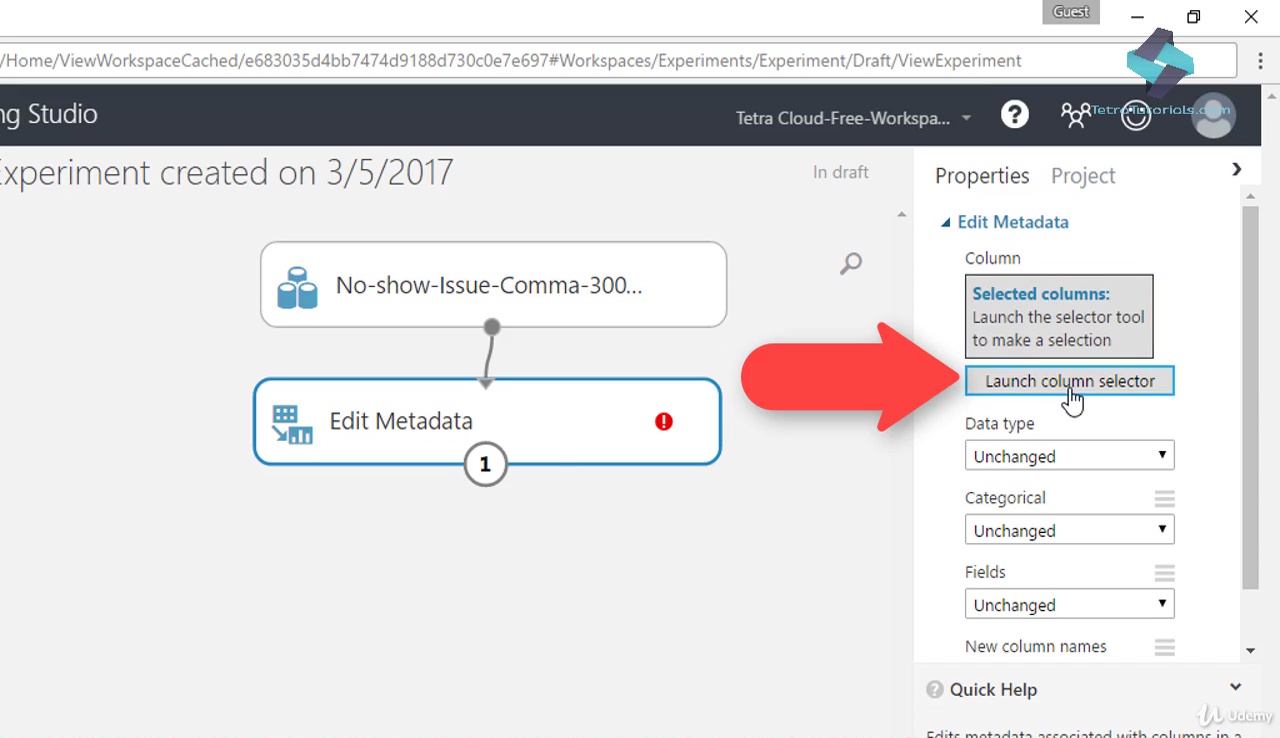 Guest
/Home/ViewWorkspaceCached/e683035d4bb7474d9188d730c0e7e697#Workspaces/Experiments/Experiment/Draft/ViewExperiment
ng Studio
Tetra Cloud-Free-Workspa...
?
TetraTutorials.com
Experiment created on 3/5/2017
In draft
Properties Project
Edit Metadata
Column
Selected columns:
Launch the selector tool
to make a selection
Launch column selector
No-show-Issue-Comma-300...
Edit Metadata
!
1
Data type
Unchanged
Categorical
Unchanged
Fields
Unchanged
New column names
? Quick Help
Edits metadata associated with columns in a
Udemy